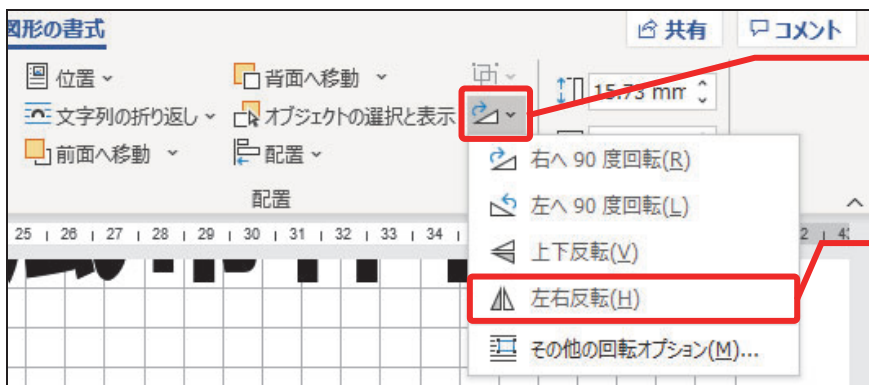 図形の書式
共有
コメント
位置
背面へ移動
15.73 mm
文字列の折り返し
オブジェクトの選択と表示
前面へ移動
配置
配置
右へ 90 度回転(R)
左へ 90 度回転(L)
上下反転(V)
左右反転(H)
その他の回転オプション(M)...
25 | 26 | 27 | 28 | 29 | 30 | 31 | 32 | 33 | 34 |